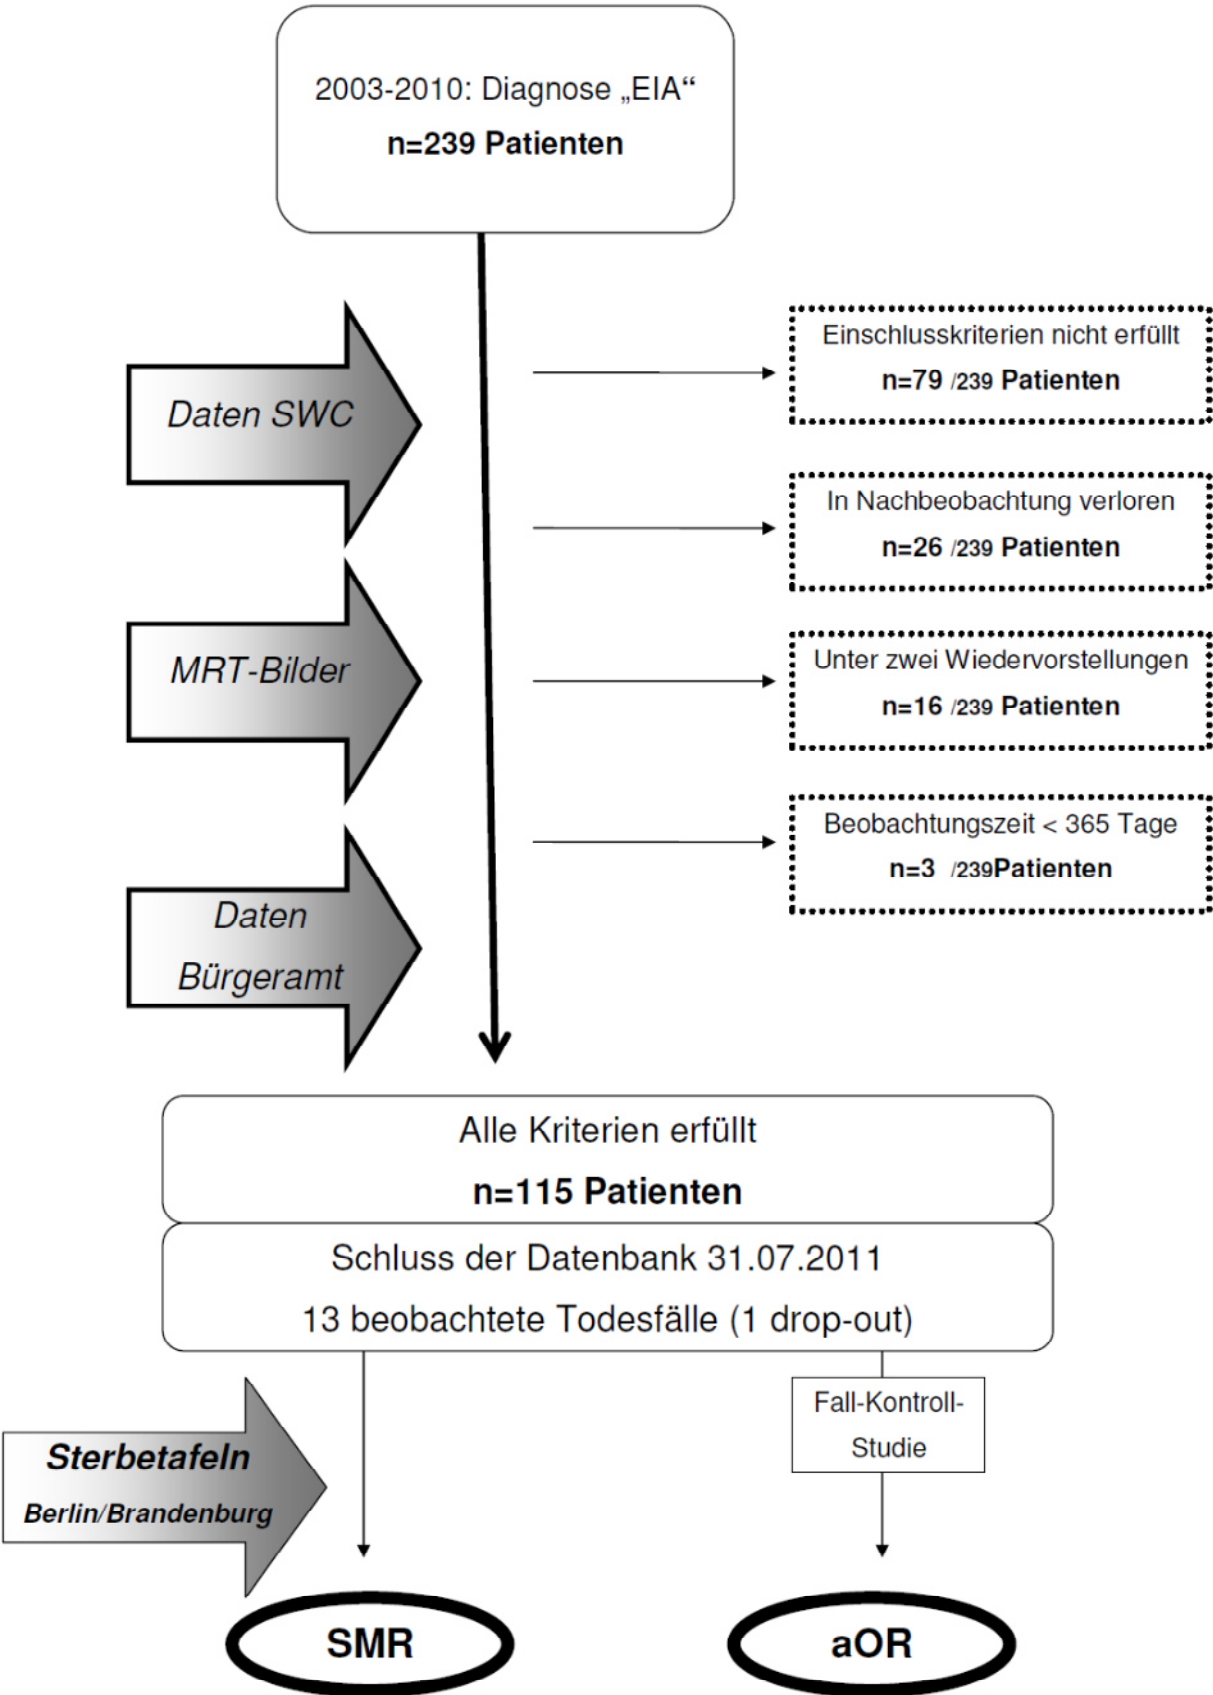 2003-2010: Diagnose „EIA“
n=239 Patienten
Daten SWC
Einschlusskriterien nicht erfüllt
n=79 /239 Patienten
In Nachbeobachtung verloren
n=26 /239 Patienten
MRT-Bilder
Unter zwei Wiedervorstellungen
n=16 /239 Patienten
Beobachtungszeit < 365 Tage
n=3 /239Patienten
Daten
Bürgeramt
Alle Kriterien erfüllt
n=115 Patienten
Schluss der Datenbank 31.07.2011
13 beobachtete Todesfälle (1 drop-out)
Fall-Kontroll-
Studie
Sterbetafeln
Berlin/Brandenburg
SMR
aOR